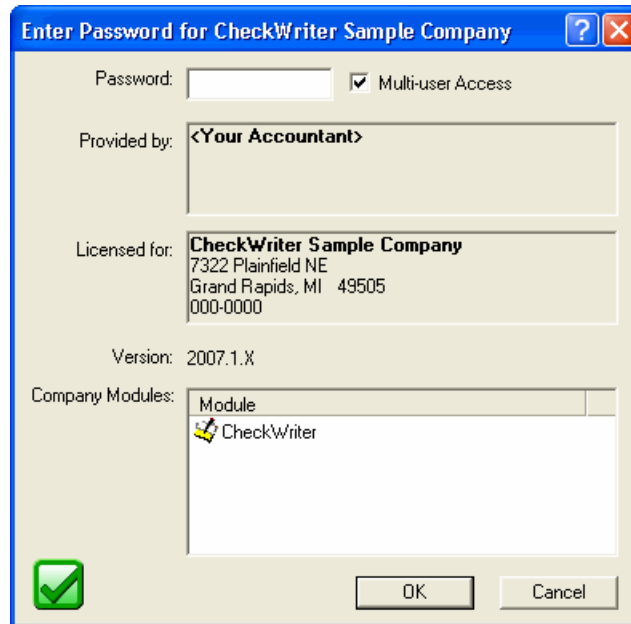 Enter Password for CheckWriter Sample Company
Password:
Multi-user Access
Provided by:
<Your Accountant>
Licensed for:
CheckWriter Sample Company
7322 Plainfield NE
Grand Rapids, MI 49505
000-0000
Version: 2007.1.X
Company Modules:
Module
CheckWriter
OK Cancel